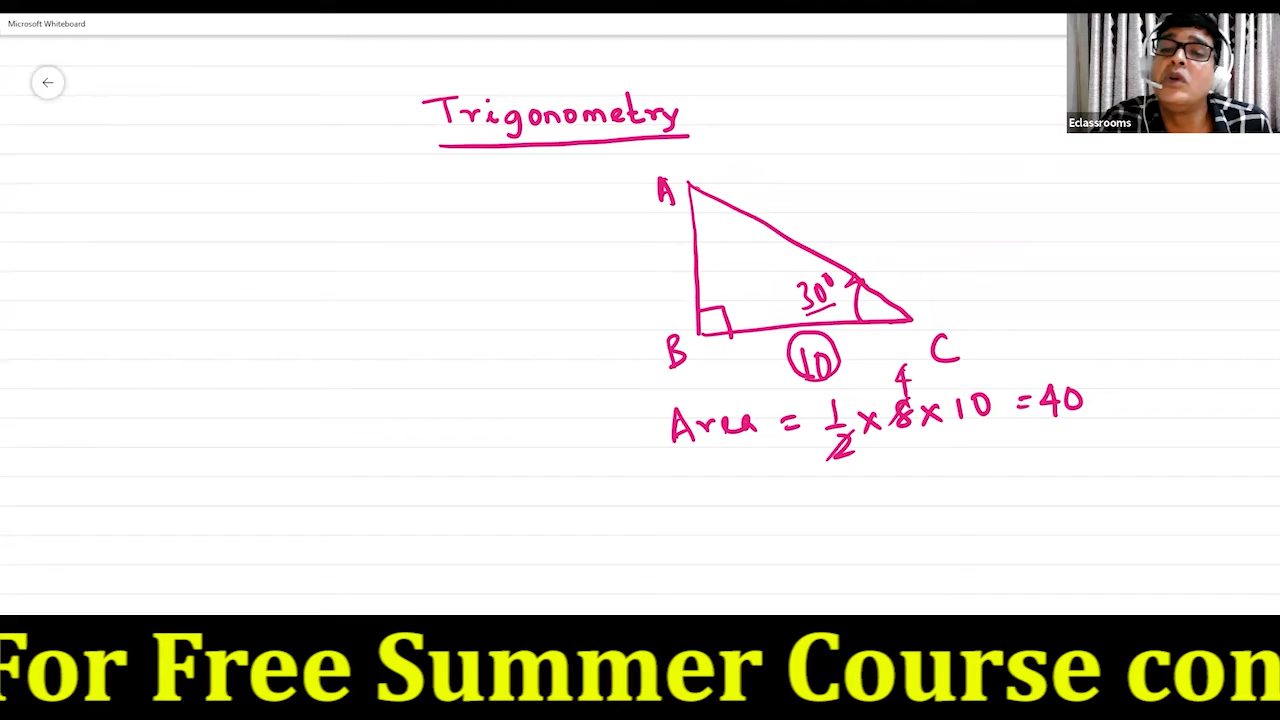 Microsoft Whiteboard
Eclassrooms
Trigonometry
A
30°
B
10
C
4
Area = 1/2 × 8 × 10 = 40
For Free Summer Course con